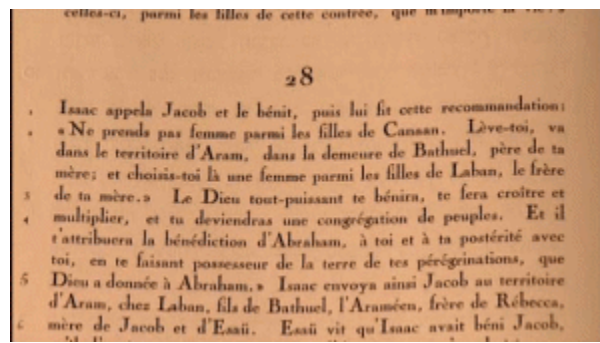 celles-ci, parmi les filles de cette contrée, que m'importe la vie?
28
Isaac appela Jacob et le bénit, puis lui fit cette recommandation:
« Ne prends pas femme parmi les filles de Canaan. Lève-toi, va
dans le territoire d'Aram, dans la demeure de Bathuel, père de ta
mère; et choisis-toi là une femme parmi les filles de Laban, le frère
3 de ta mère.» Le Dieu tout-puissant te bénira, te fera croître et
4 multiplier, et tu deviendras une congrégation de peuples. Et il
t'attribuera la bénédiction d'Abraham, à toi et à ta postérité avec
toi, en te faisant possesseur de la terre de tes pérégrinations, que
5 Dieu a donnée à Abraham.» Isaac envoya ainsi Jacob au territoire
d'Aram, chez Laban, fils de Bathuel, l'Araméen, frère de Rébecca,
6 mère de Jacob et d'Esaü. Esaü vit qu'Isaac avait béni Jacob,